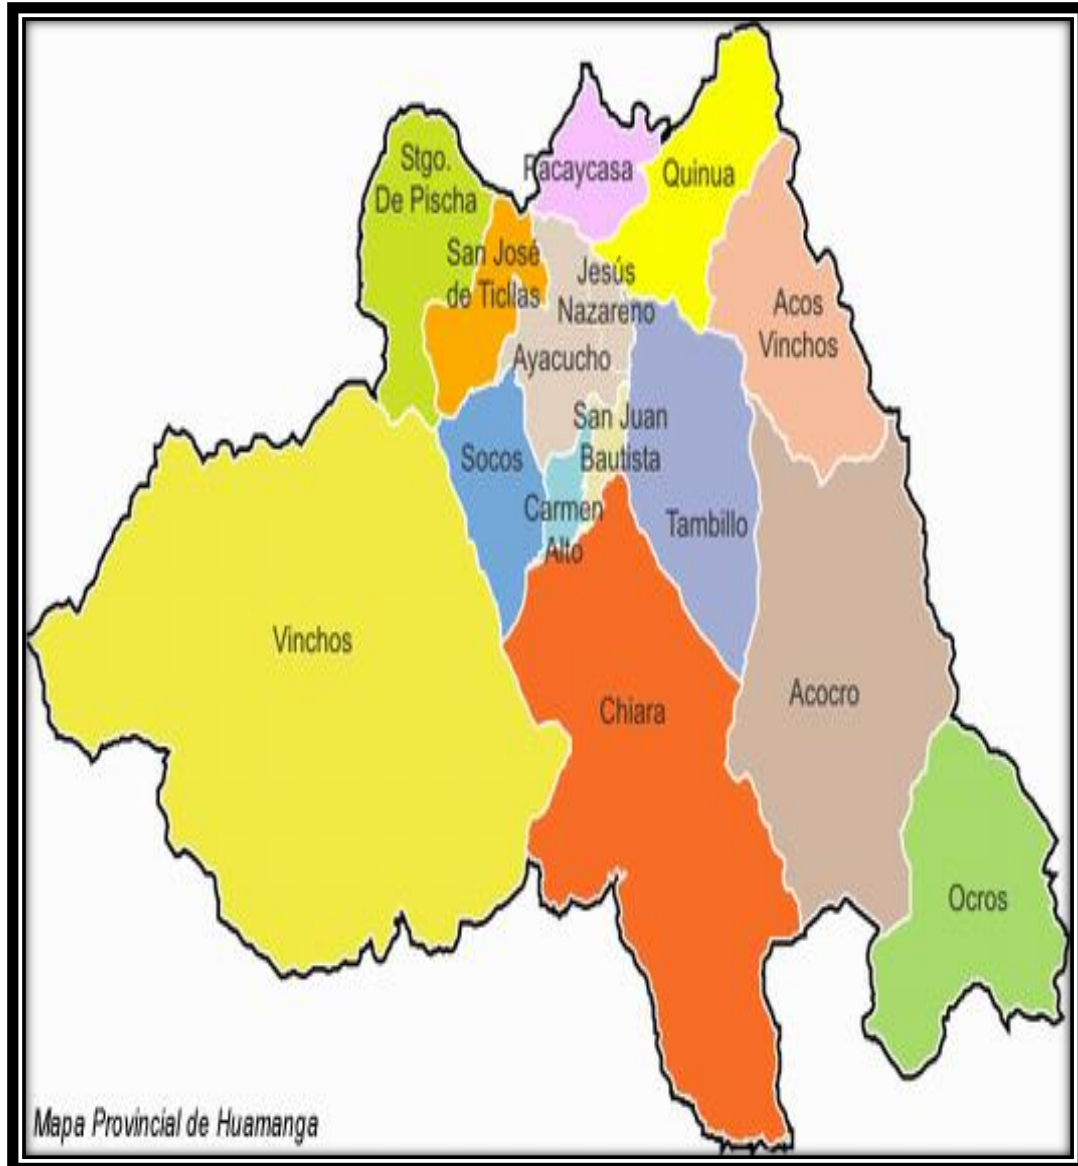 Stgo.
De Pischa
Pacaycasa
Quinua
San José
de Ticllas
Jesús
Nazareno
Acos
Vinchos
Ayacucho
San Juan
Bautista
Socos
Carmen
Alto
Tambillo
Vinchos
Chiara
Acocro
Ocros
Mapa Provincial de Huamanga